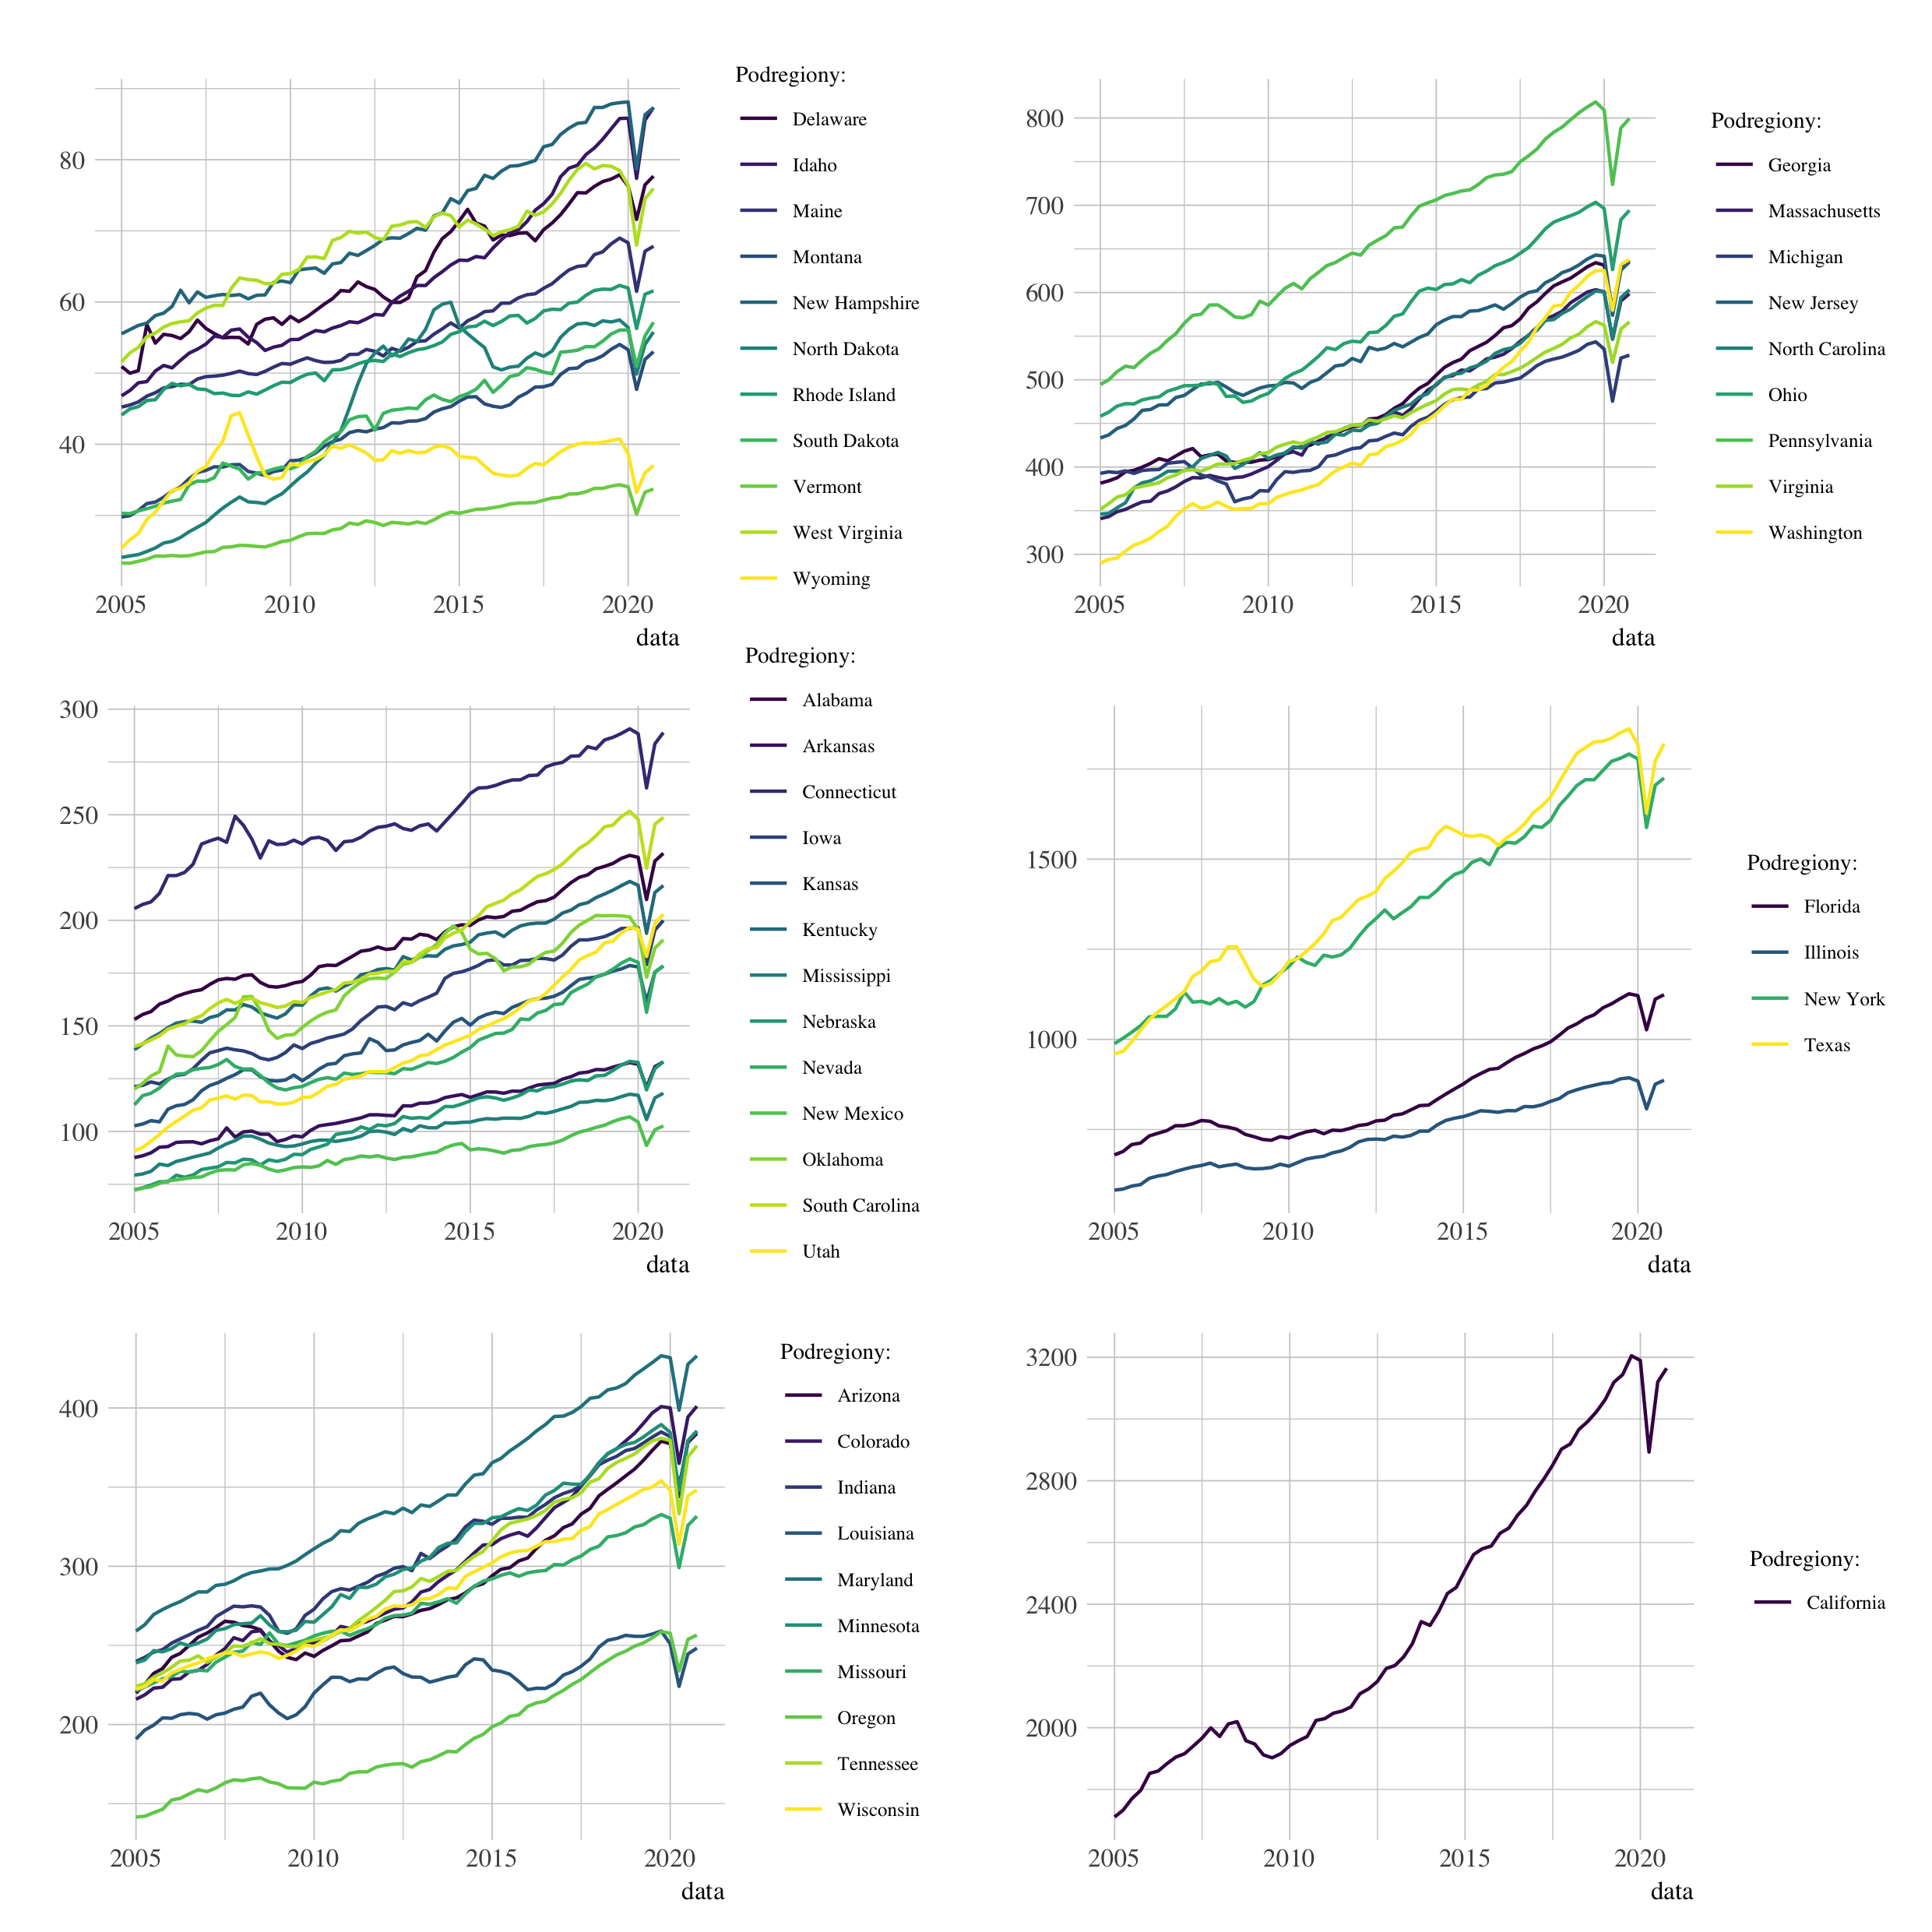 Podregiony:
Delaware
Idaho
Maine
Montana
New Hampshire
North Dakota
Rhode Island
South Dakota
Vermont
West Virginia
Wyoming
80
60
40
2005 2010 2015 2020
data
Podregiony:
Georgia
Massachusetts
Michigan
New Jersey
North Carolina
Ohio
Pennsylvania
Virginia
Washington
800
700
600
500
400
300
2005 2010 2015 2020
data
Podregiony:
Alabama
Arkansas
Connecticut
Iowa
Kansas
Kentucky
Mississippi
Nebraska
Nevada
New Mexico
Oklahoma
South Carolina
Utah
300
250
200
150
100
2005 2010 2015 2020
data
Podregiony:
Florida
Illinois
New York
Texas
1500
1000
2005 2010 2015 2020
data
Podregiony:
Arizona
Colorado
Indiana
Louisiana
Maryland
Minnesota
Missouri
Oregon
Tennessee
Wisconsin
400
300
200
2005 2010 2015 2020
data
Podregiony:
California
3200
2800
2400
2000
2005 2010 2015 2020
data